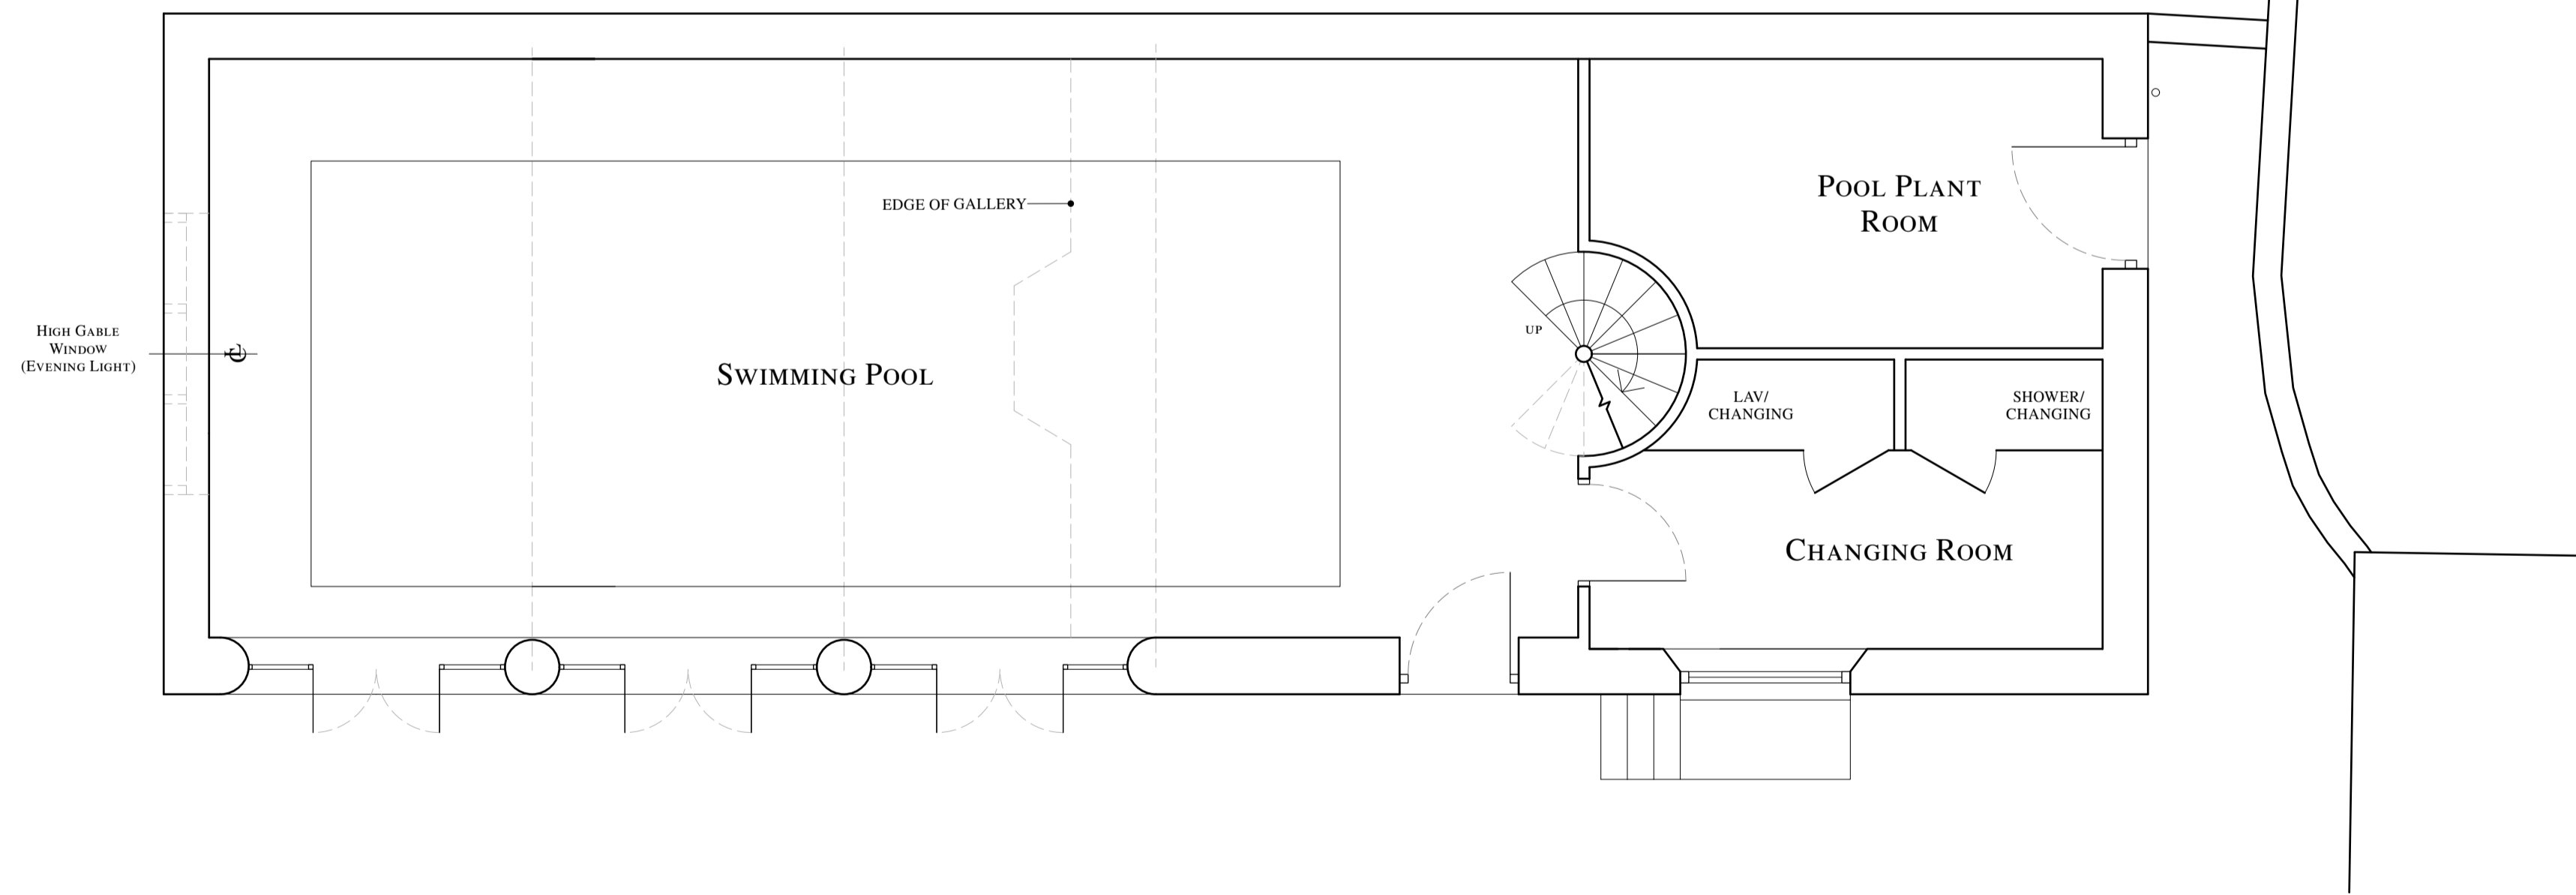 Pool Plant
Room
EDGE OF GALLERY
High Gable
Window
(Evening Light)
UP
Swimming Pool
LAV/
CHANGING
SHOWER/
CHANGING
Changing Room